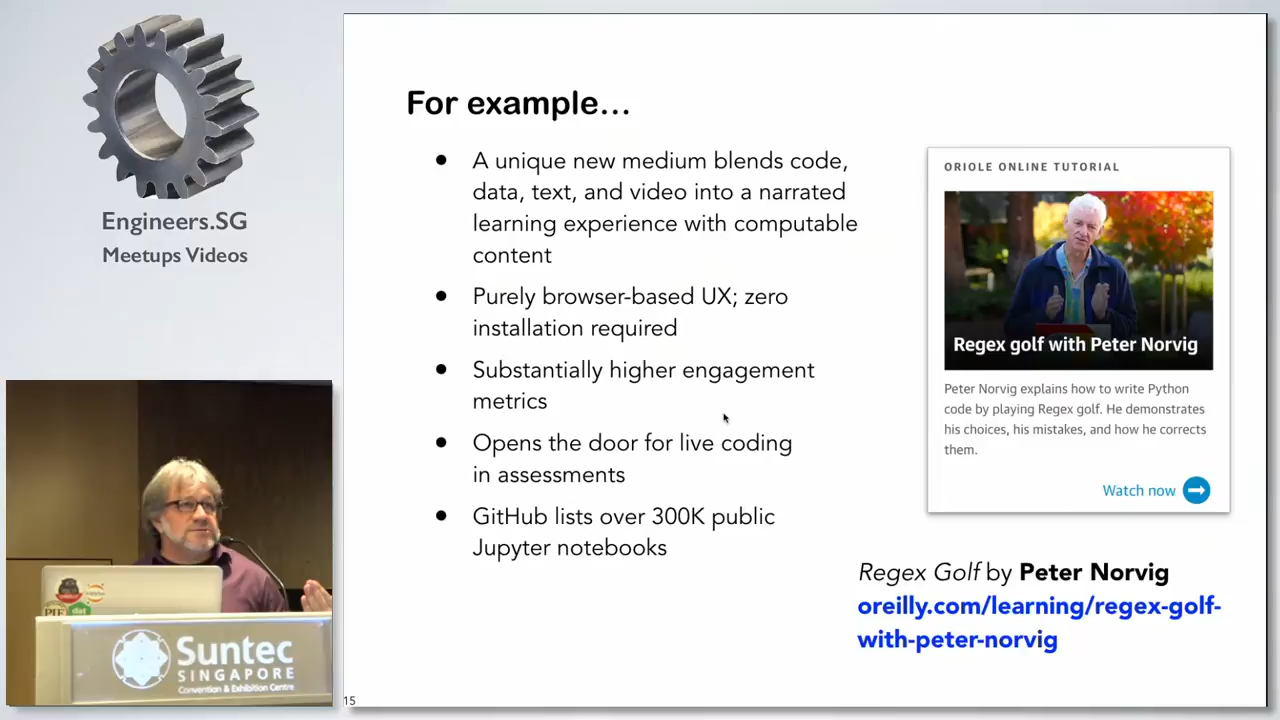 Engineers.SG
Meetups Videos
For example...
● A unique new medium blends code,
data, text, and video into a narrated
learning experience with computable
content
● Purely browser-based UX; zero
installation required
● Substantially higher engagement
metrics
● Opens the door for live coding
in assessments
● GitHub lists over 300K public
Jupyter notebooks
ORIOLE ONLINE TUTORIAL
Regex golf with Peter Norvig
Peter Norvig explains how to write Python
code by playing Regex golf. He demonstrates
his choices, his mistakes, and how he corrects
them.
Watch now
Regex Golf by Peter Norvig
oreilly.com/learning/regex-golf-
with-peter-norvig
15
Suntec
SINGAPORE
Convention & Exhibition Centre